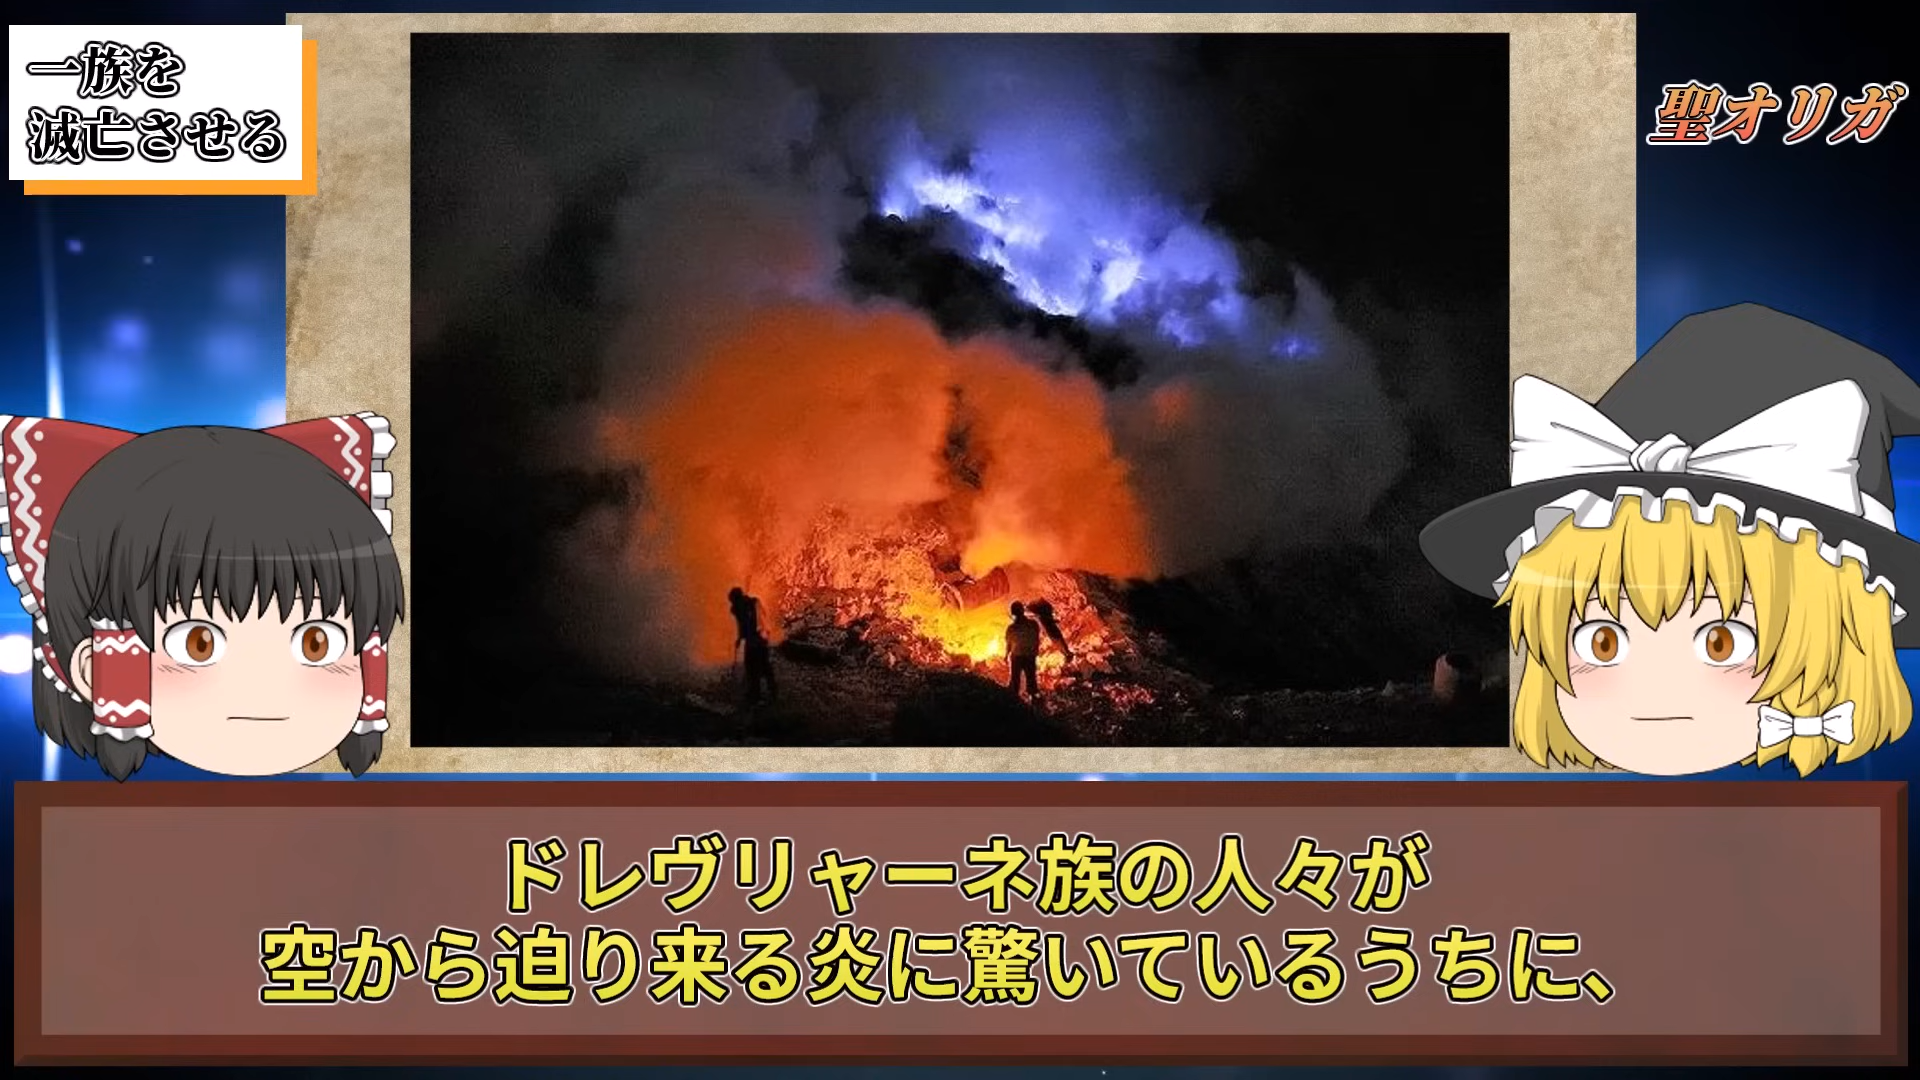 一族を
滅亡させる
聖オリガ
ドレヴリャーネ族の人々が
空から迫り来る炎に驚いているうちに、